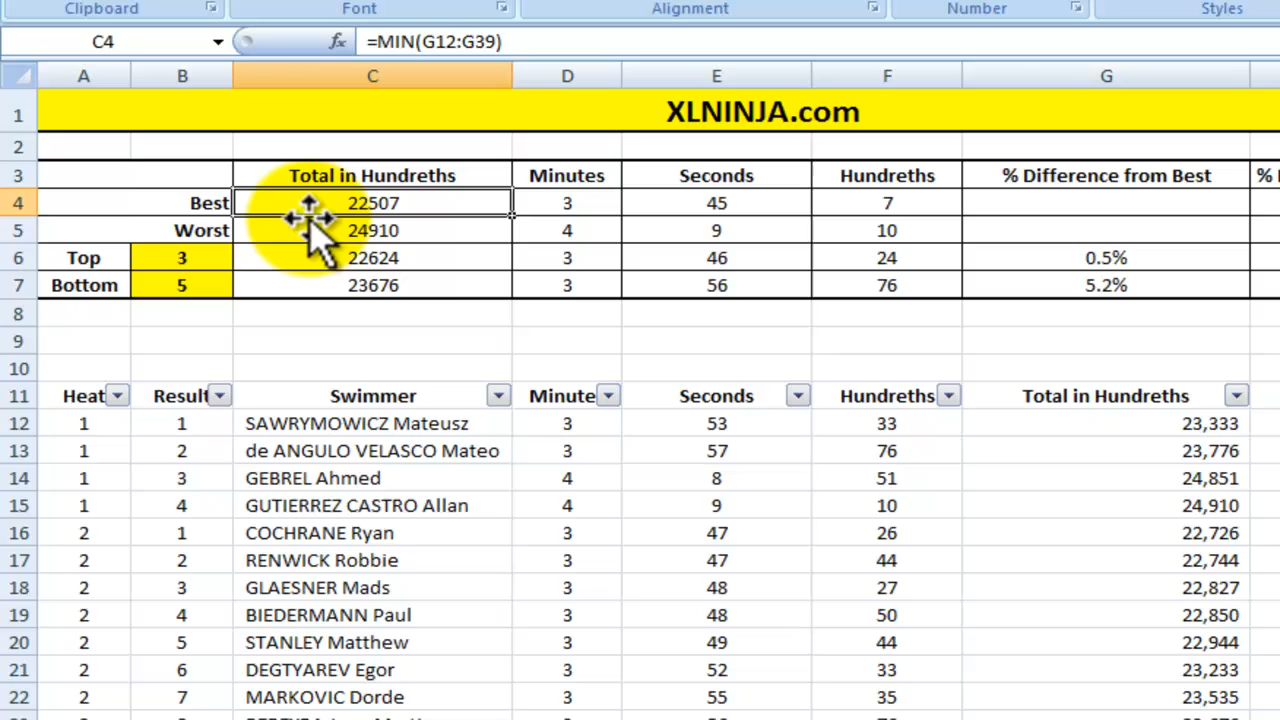 Clipboard Font Alignment Number Styles
C4 fx =MIN(G12:G39)
A B C D E F G
1 XLNINJA.com
2
3 Total in Hundreths Minutes Seconds Hundreths % Difference from Best %
4 Best 22507 3 45 7
5 Worst 24910 4 9 10
6 Top 3 22624 3 46 24 0.5%
7 Bottom 5 23676 3 56 76 5.2%
8
9
10
11 Heat Result Swimmer Minute Seconds Hundreths Total in Hundreths
12 1 1 SAWRYMOWICZ Mateusz 3 53 33 23,333
13 1 2 de ANGULO VELASCO Mateo 3 57 76 23,776
14 1 3 GEBREL Ahmed 4 8 51 24,851
15 1 4 GUTIERREZ CASTRO Allan 4 9 10 24,910
16 2 1 COCHRANE Ryan 3 47 26 22,726
17 2 2 RENWICK Robbie 3 47 44 22,744
18 2 3 GLAESNER Mads 3 48 27 22,827
19 2 4 BIEDERMANN Paul 3 48 50 22,850
20 2 5 STANLEY Matthew 3 49 44 22,944
21 2 6 DEGTYAREV Egor 3 52 33 23,233
22 2 7 MARKOVIC Dorde 3 55 35 23,535